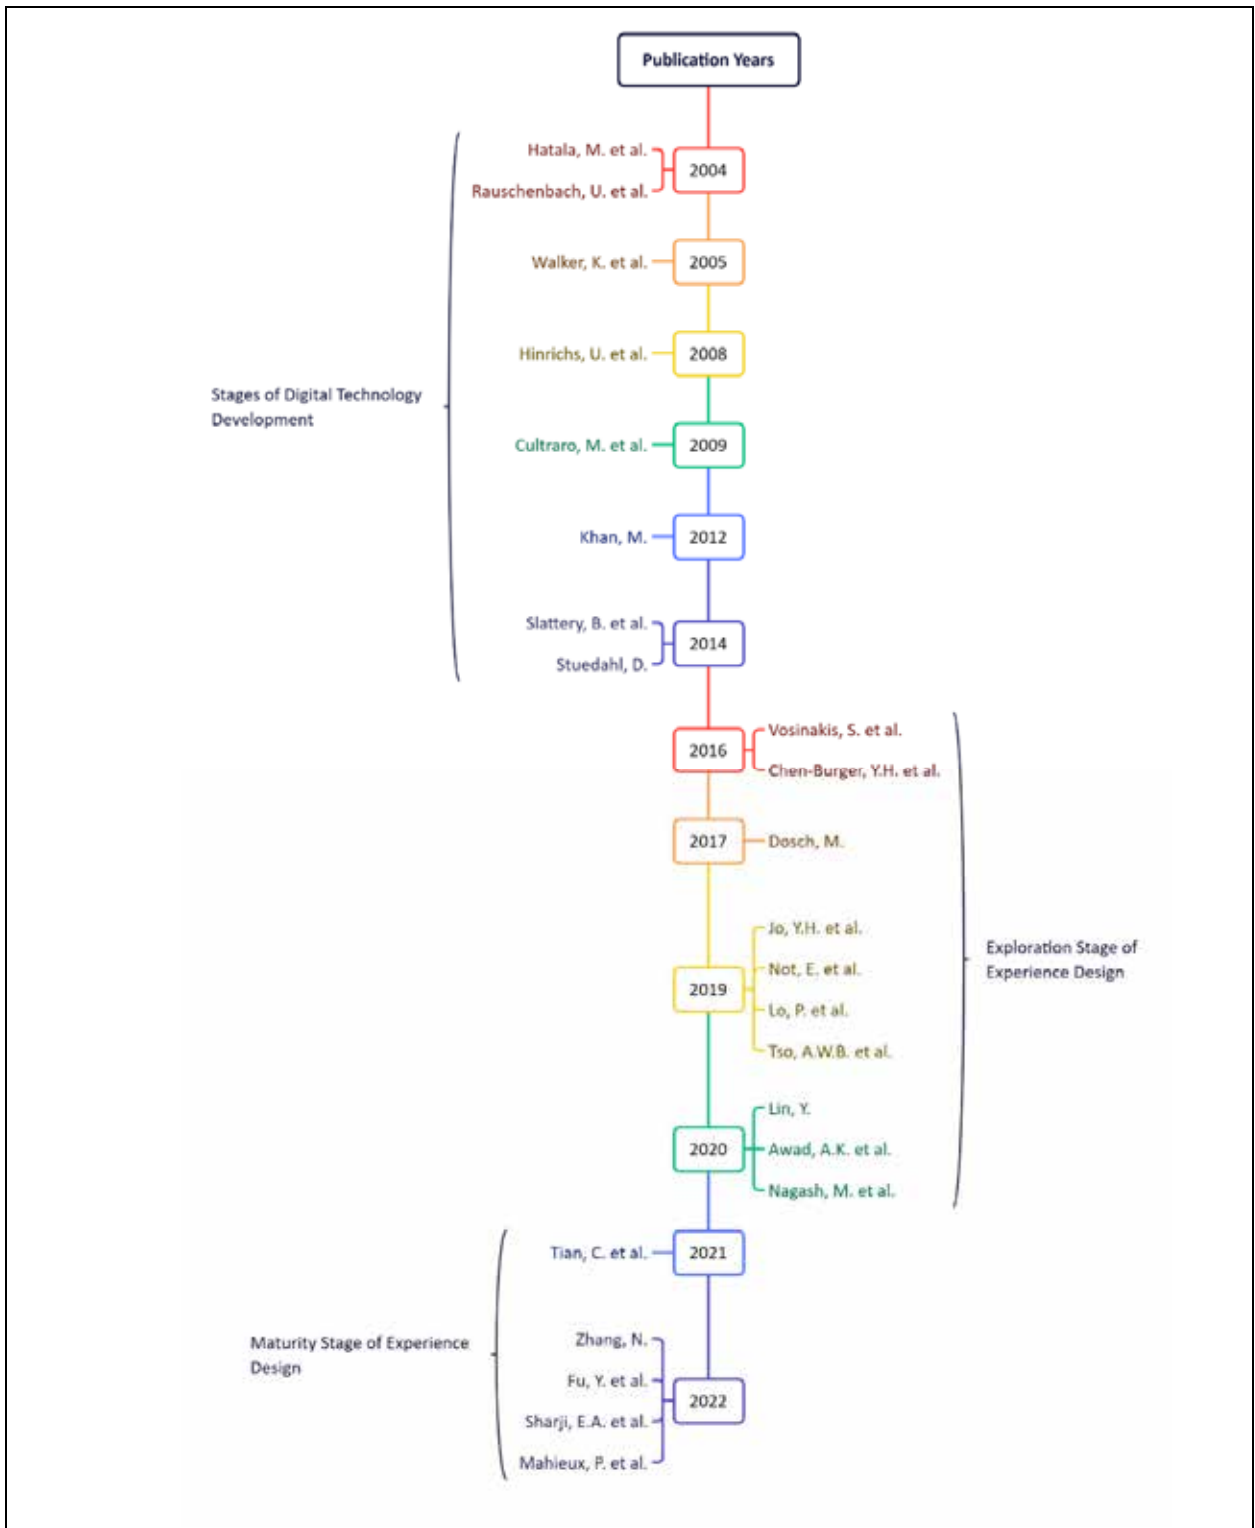 Publication Years
Hatala, M. et al.
2004
Rauschenbach, U. et al.
Walker, K. et al.
2005
Hinrichs, U. et al.
2008
Stages of Digital Technology
Development
Cultraro, M. et al.
2009
Khan, M.
2012
Slattery, B. et al.
2014
Stuedahl, D.
Vosinakis, S. et al.
2016
Chen-Burger, Y.H. et al.
2017
Dosch, M.
Jo, Y.H. et al.
Not, E. et al.
2019
Lo, P. et al.
Tso, A.W.B. et al.
Exploration Stage of
Experience Design
Lin, Y.
2020
Awad, A.K. et al.
Nagash, M. et al.
Tian, C. et al.
2021
Maturity Stage of Experience
Design
Zhang, N.
Fu, Y. et al.
2022
Sharji, E.A. et al.
Mahieux, P. et al.